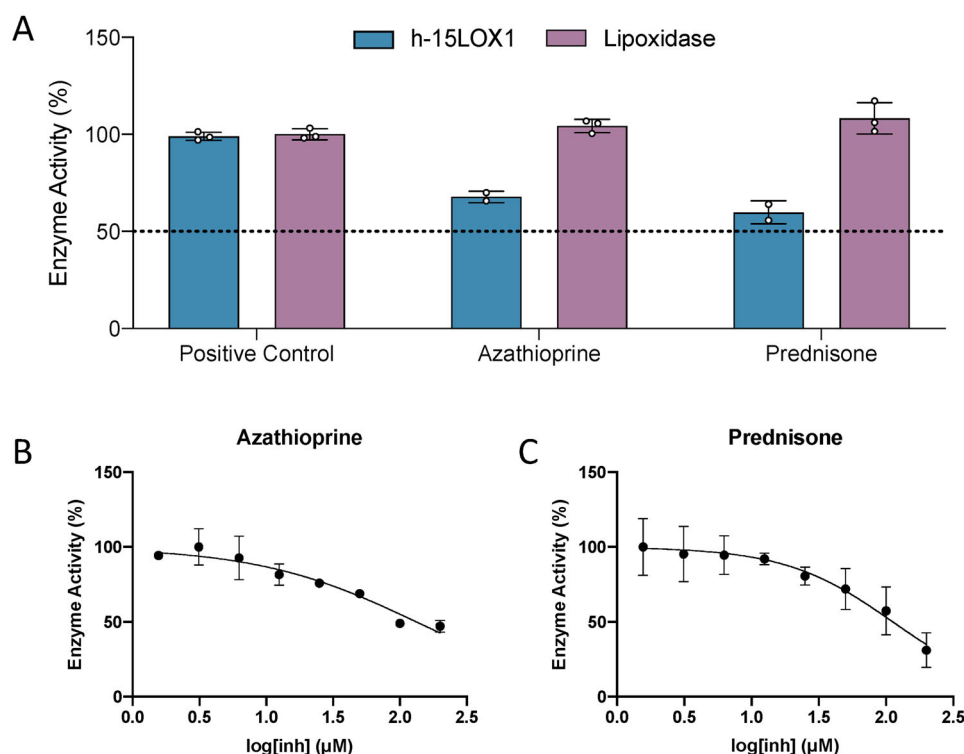 A
150
100
50
0
Enzyme Activity (%)
h-15LOX1
Lipoxidase
Positive Control
Azathioprine
Prednisone
B
Azathioprine
150
100
50
0
Enzyme Activity (%)
0.0 0.5 1.0 1.5 2.0 2.5
log[inh] (µM)
C
Prednisone
150
100
50
0
Enzyme Activity (%)
0.0 0.5 1.0 1.5 2.0 2.5
log[inh] (µM)